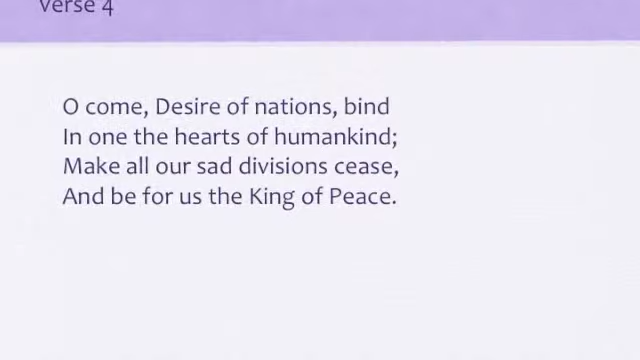 Verse 4
O come, Desire of nations, bind
In one the hearts of humankind;
Make all our sad divisions cease,
And be for us the King of Peace.